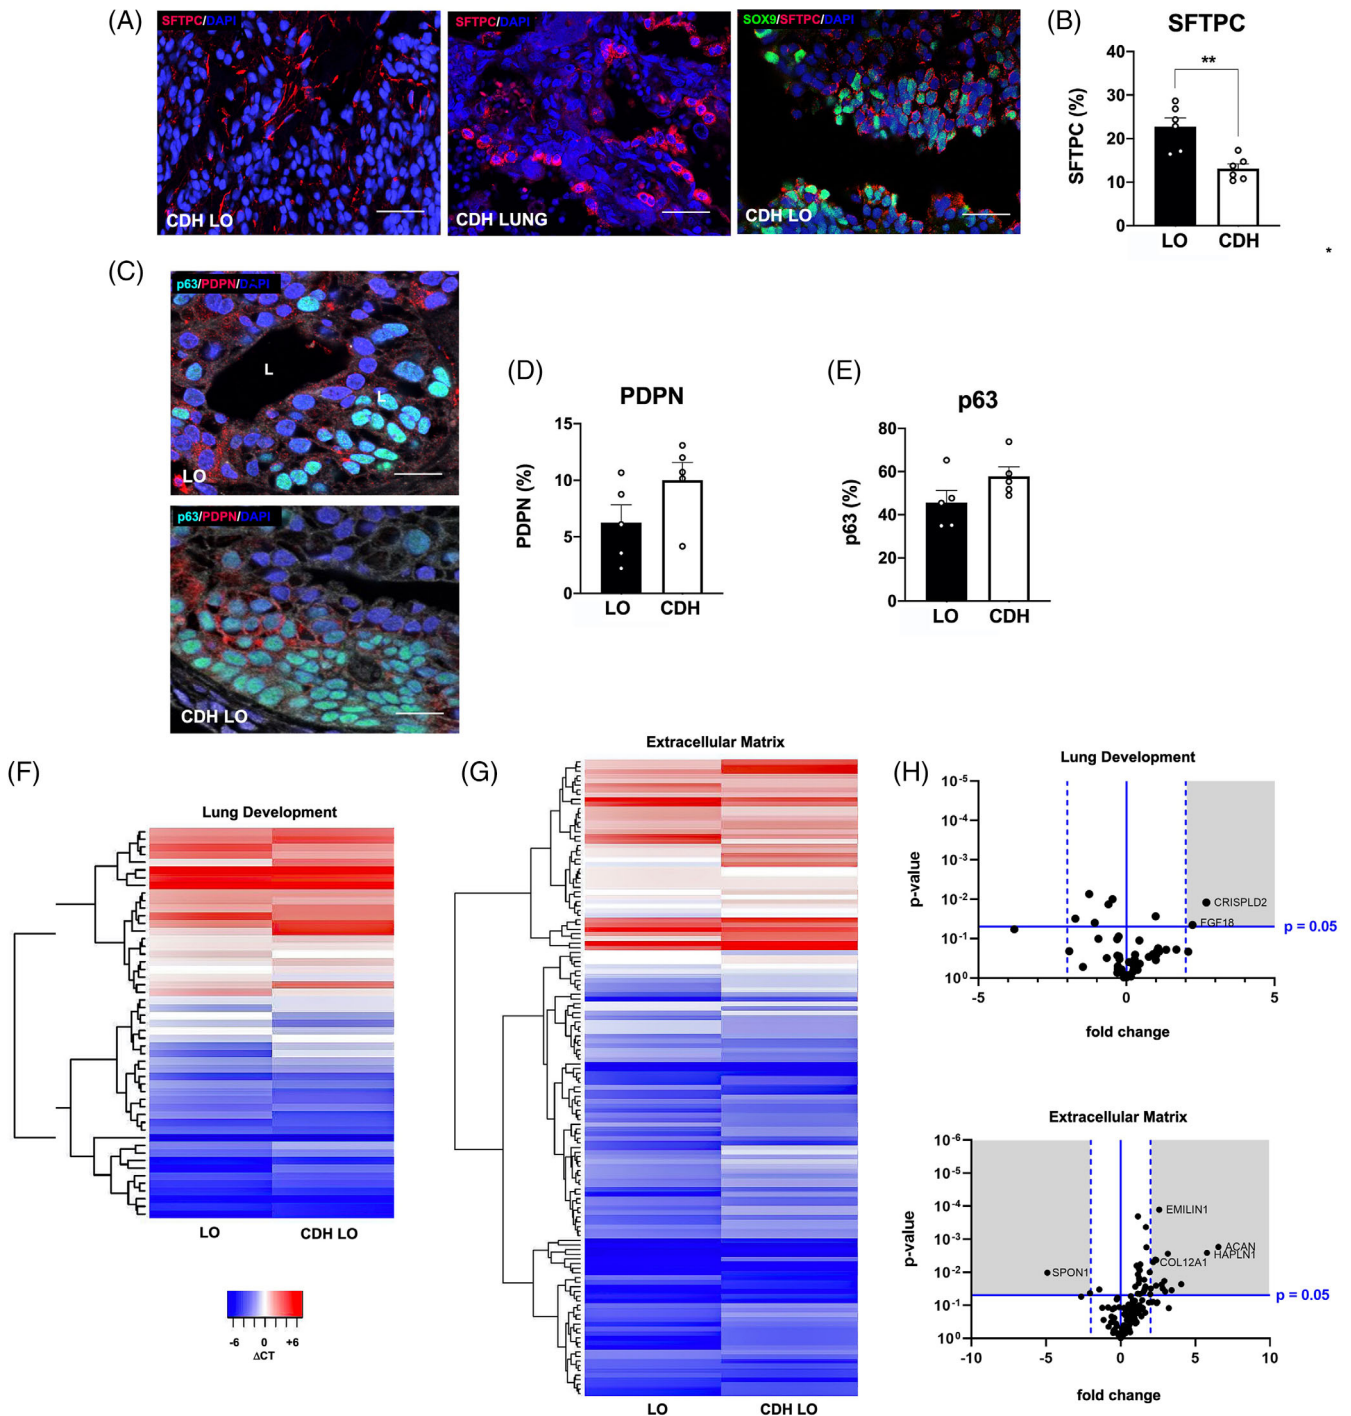 (A)
SFTPC/DAPI
CDH LO
SFTPC/DAPI
CDH LUNG
SOX9/SFTPC/DAPI
CDH LO
(B)
SFTPC
SFTPC (%)
40
30
20
10
0
**
LO
CDH
*
(C)
p63/PDPN/DAPI
L
L
LO
p63/PDPN/DAPI
CDH LO
(D)
PDPN
PDPN (%)
15
10
5
0
LO
CDH
(E)
p63
p63 (%)
80
60
40
20
0
LO
CDH
(F)
Lung Development
LO
CDH LO
-6
0
+6
ΔCT
(G)
Extracellular Matrix
LO
CDH LO
(H)
Lung Development
p-value
10-5
10-4
10-3
10-2
10-1
100
CRISPLD2
FGF18
p = 0.05
-5
0
5
fold change
Extracellular Matrix
p-value
10-6
10-5
10-4
10-3
10-2
10-1
100
EMILIN1
ACAN
HAPLN1
COL12A1
SPON1
p = 0.05
-10
-5
0
5
10
fold change